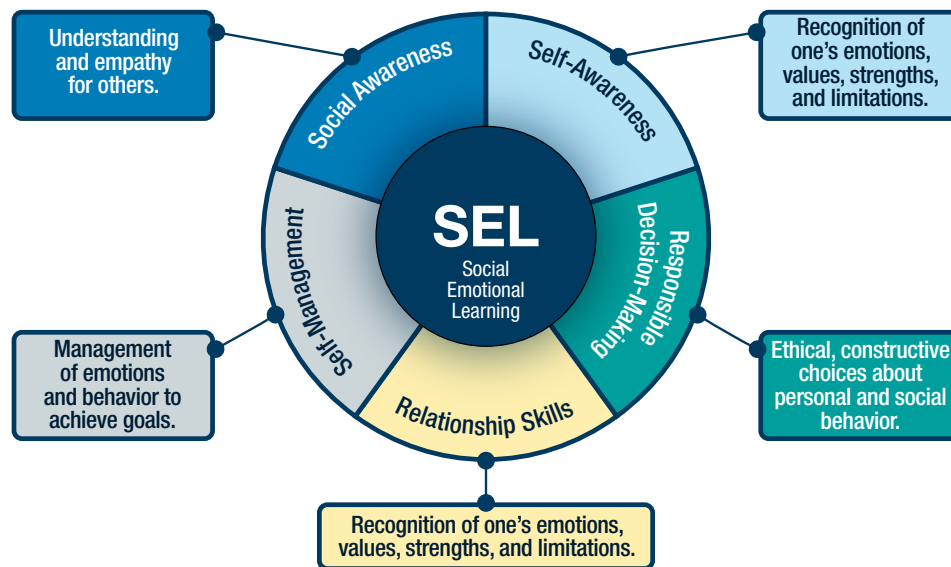 Understanding
and empathy
for others.
Social Awareness
Self-Awareness
Recognition of
one’s emotions,
values, strengths,
and limitations.
SEL
Social
Emotional
Learning
Self-Management
Responsible
Decision-Making
Management
of emotions
and behavior to
achieve goals.
Relationship Skills
Ethical, constructive
choices about
personal and social
behavior.
Recognition of one’s emotions,
values, strengths, and limitations.